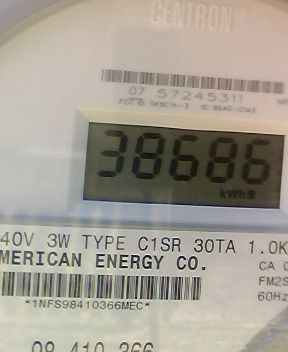 CENTRON®
07 57245311
38686
kWh
40V 3W TYPE C1SR 30TA 1.0K
MERICAN ENERGY CO.
CA 0
FM2S
60Hz
*1NFS98410366MEC*
98 410 366